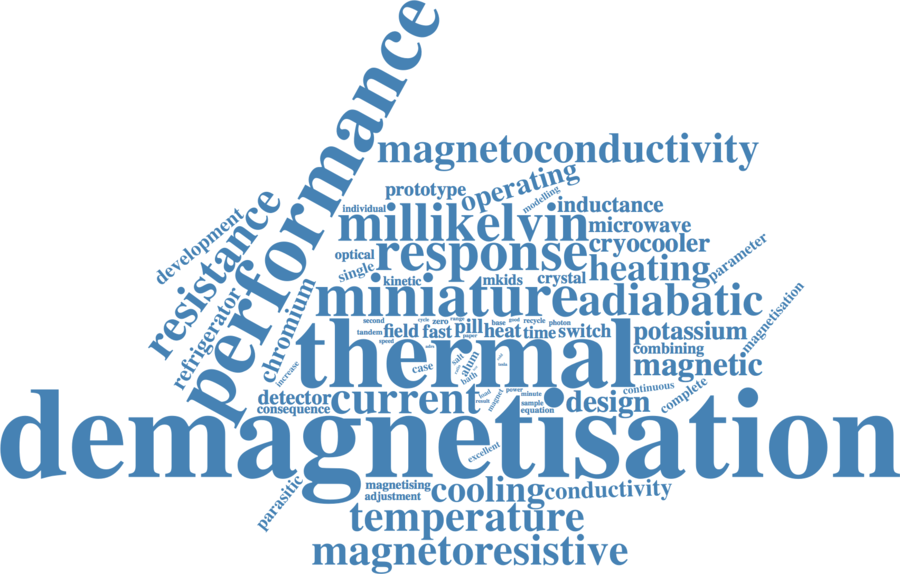 performance
magnetoconductivity
operating
prototype
modelling
resistance
development
individual
millikelvin
inductance
microwave
response
cryocooler
optical
single
heating
parameter
kinetic
mkids
crystal
miniature
adiabatic
magnetisation
refrigerator
chromium
second
cycle
zero
range
base
good
recycle
photon
tandem
field
fast
pill
heat
time
switch
potassium
speed
paper
thermal
combining
magnetic
case
salt
alum
bath
increase
continuous
complete
detector
consequence
current
load
result
magnet
power
minute
sample
equation
design
demagnetisation
excellent
parasitic
magnetising
adjustment
cooling
conductivity
temperature
magnetoresistive